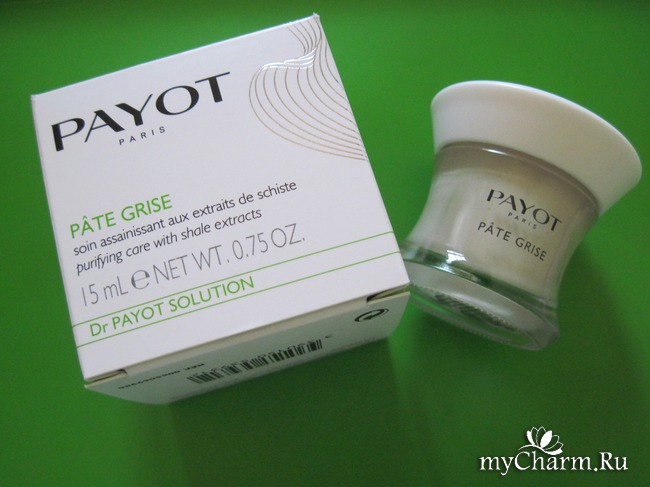 PAYOT
PARIS
PÂTE GRISE
soin assainissant aux extraits de schiste
purifying care with shale extracts
15 mL e NET WT. 0.75 OZ.
Dr PAYOT SOLUTION
PAYOT
PARIS
PÂTE GRISE
myCharm.Ru